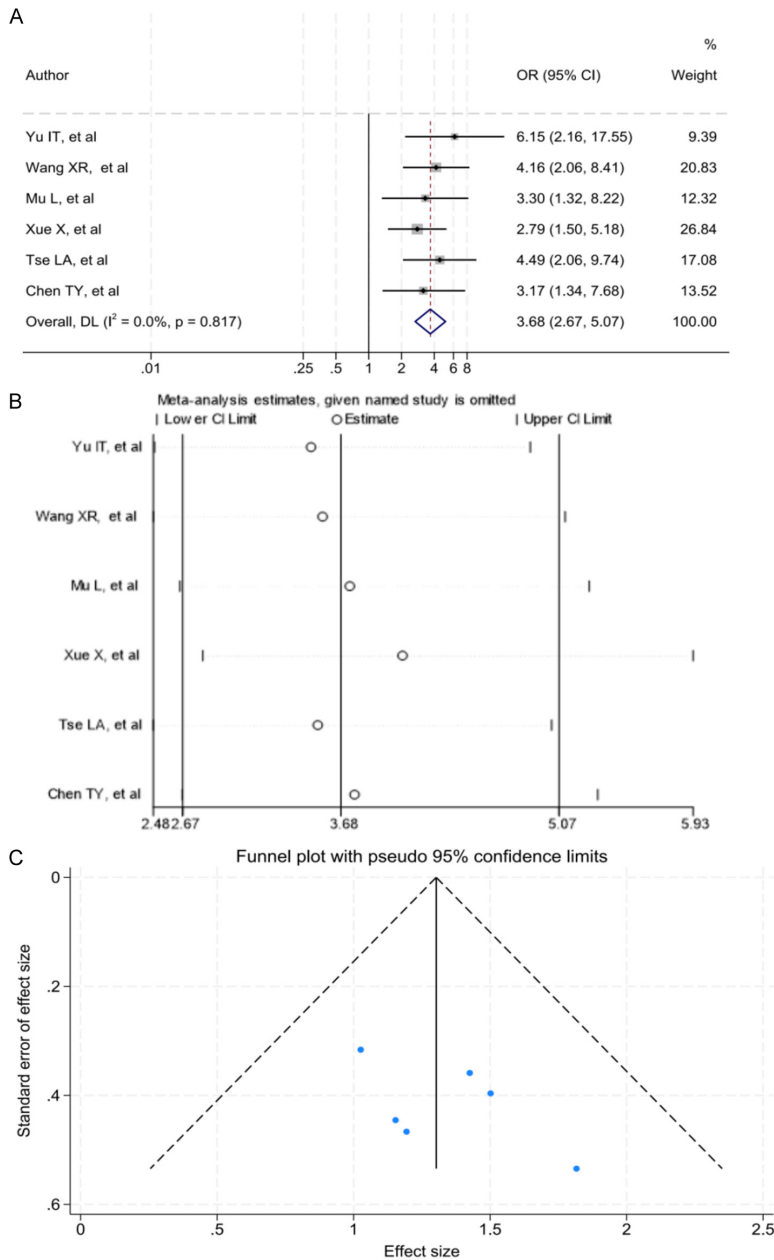 A
%
Author OR (95% CI) Weight
Yu IT, et al 6.15 (2.16, 17.55) 9.39
Wang XR, et al 4.16 (2.06, 8.41) 20.83
Mu L, et al 3.30 (1.32, 8.22) 12.32
Xue X, et al 2.79 (1.50, 5.18) 26.84
Tse LA, et al 4.49 (2.06, 9.74) 17.08
Chen TY, et al 3.17 (1.34, 7.68) 13.52
Overall, DL (I² = 0.0%, p = 0.817) 3.68 (2.67, 5.07) 100.00
.01 .25 .5 1 2 4 6 8
B
Meta-analysis estimates, given named study is omitted
Lower CI Limit Estimate Upper CI Limit
Yu IT, et al
Wang XR, et al
Mu L, et al
Xue X, et al
Tse LA, et al
Chen TY, et al
2.48 2.67 3.68 5.07 5.93
C
Funnel plot with pseudo 95% confidence limits
Standard error of effect size
0
.2
.4
.6
0 .5 1 1.5 2 2.5
Effect size